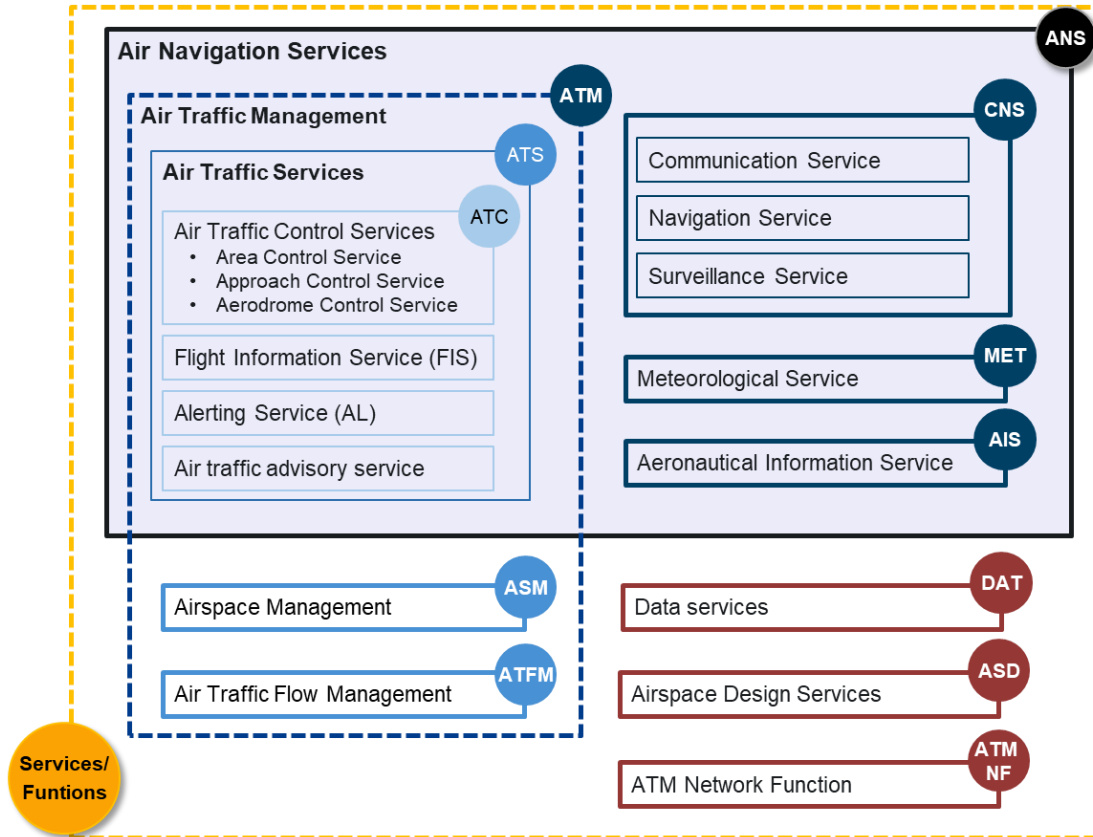 ANS
Air Navigation Services
ATM
Air Traffic Management
ATS
Air Traffic Services
ATC
Air Traffic Control Services
• Area Control Service
• Approach Control Service
• Aerodrome Control Service
Flight Information Service (FIS)
Alerting Service (AL)
Air traffic advisory service
CNS
Communication Service
Navigation Service
Surveillance Service
MET
Meteorological Service
AIS
Aeronautical Information Service
ASM
Airspace Management
ATFM
Air Traffic Flow Management
DAT
Data services
ASD
Airspace Design Services
ATM
NF
ATM Network Function
Services/
Funtions